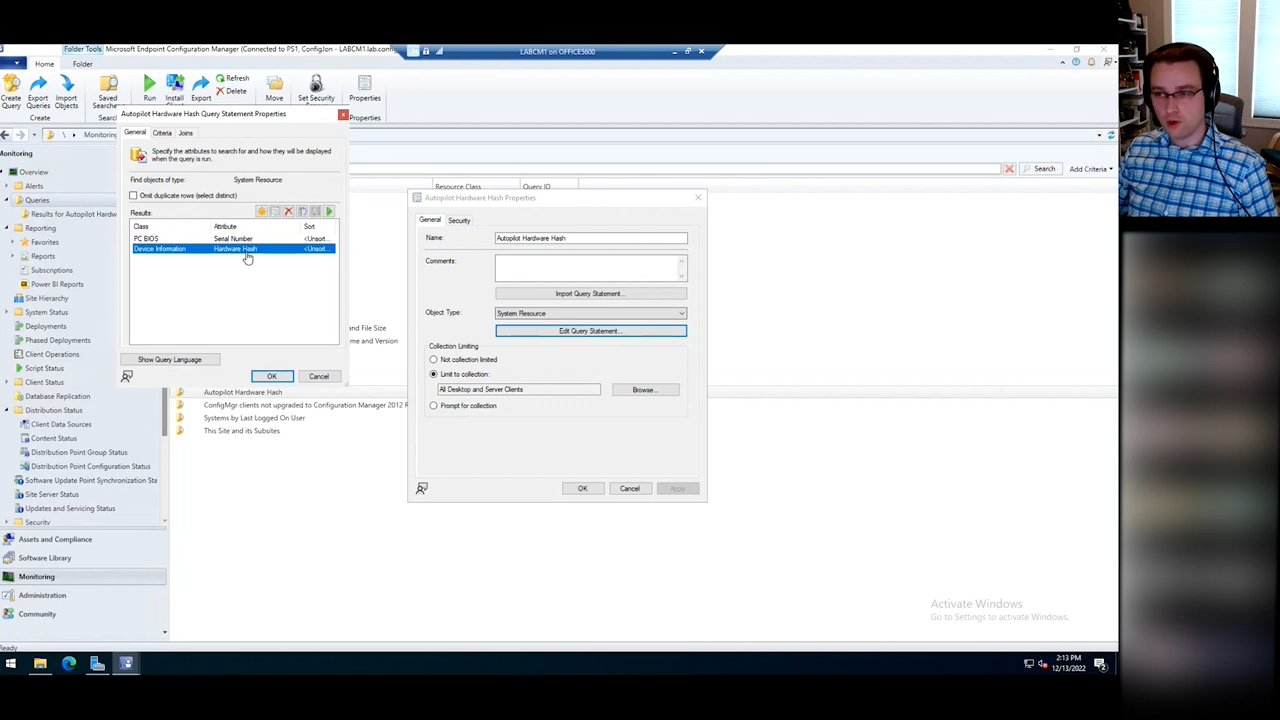 Folder Tools
Microsoft Endpoint Configuration Manager (Connected to PS1, ConfigJon - LABCM1.lab.config
LABCM1 on OFFICE5600
Home
Folder
Create Query
Export Queries
Import Objects
Saved
Run
Install Client
Export
Refresh
Delete
Move
Set Security
Properties
Create
Properties
Monitoring
Search
Add Criteria
Autopilot Hardware Hash Query Statement Properties
General
Criteria
Joins
Specify the attributes to search for and how they will be displayed
when the query is run.
Find objects of type:
System Resource
Omit duplicate rows (select distinct)
Results:
Class
Attribute
Sort
PC BIOS
Serial Number
<Unsort...
Device Information
Hardware Hash
<Unsort...
Show Query Language
OK
Cancel
Monitoring
Overview
Alerts
Queries
Results for Autopilot Hardw
Reporting
Favorites
Reports
Subscriptions
Power BI Reports
Site Hierarchy
System Status
Deployments
Phased Deployments
Client Operations
Script Status
Client Status
Database Replication
Distribution Status
Client Data Sources
Content Status
Distribution Point Group Status
Distribution Point Configuration Status
Software Update Point Synchronization Sta
Site Server Status
Updates and Servicing Status
Security
Assets and Compliance
Software Library
Monitoring
Administration
Community
Ready
Resource Class
Query ID
and File Size
me and Version
Autopilot Hardware Hash
ConfigMgr clients not upgraded to Configuration Manager 2012 R
Systems by Last Logged On User
This Site and its Subsites
Autopilot Hardware Hash Properties
General
Security
Name:
Autopilot Hardware Hash
Comments:
Import Query Statement...
Object Type:
System Resource
Edit Query Statement...
Collection Limiting
Not collection limited
Limit to collection:
All Desktop and Server Clients
Browse...
Prompt for collection
OK
Cancel
Apply
Activate Windows
Go to Settings to activate Windows.
2:13 PM
12/13/2022
2